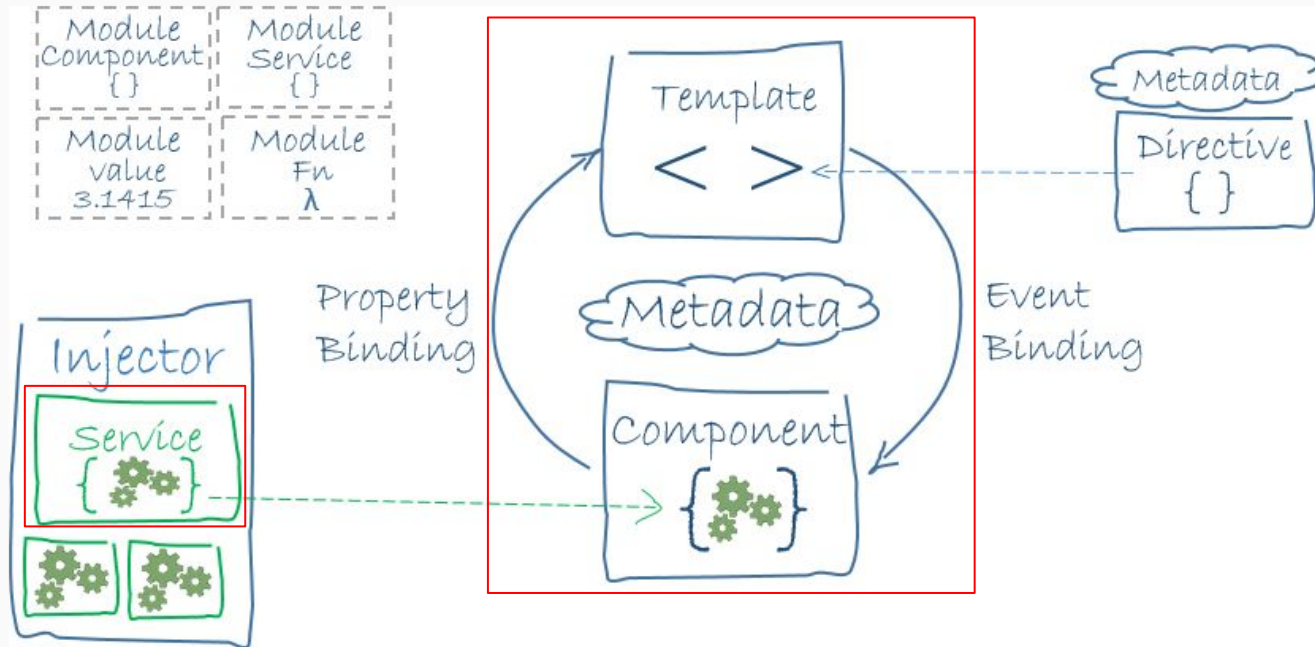 Module
Component
{ }
Module
Service
{ }
Module
value
3.1415
Module
Fn
λ
Template
< >
Metadata
Directive
{ }
Property
Binding
Metadata
Event
Binding
Injector
Service
{ }
Component
{ }